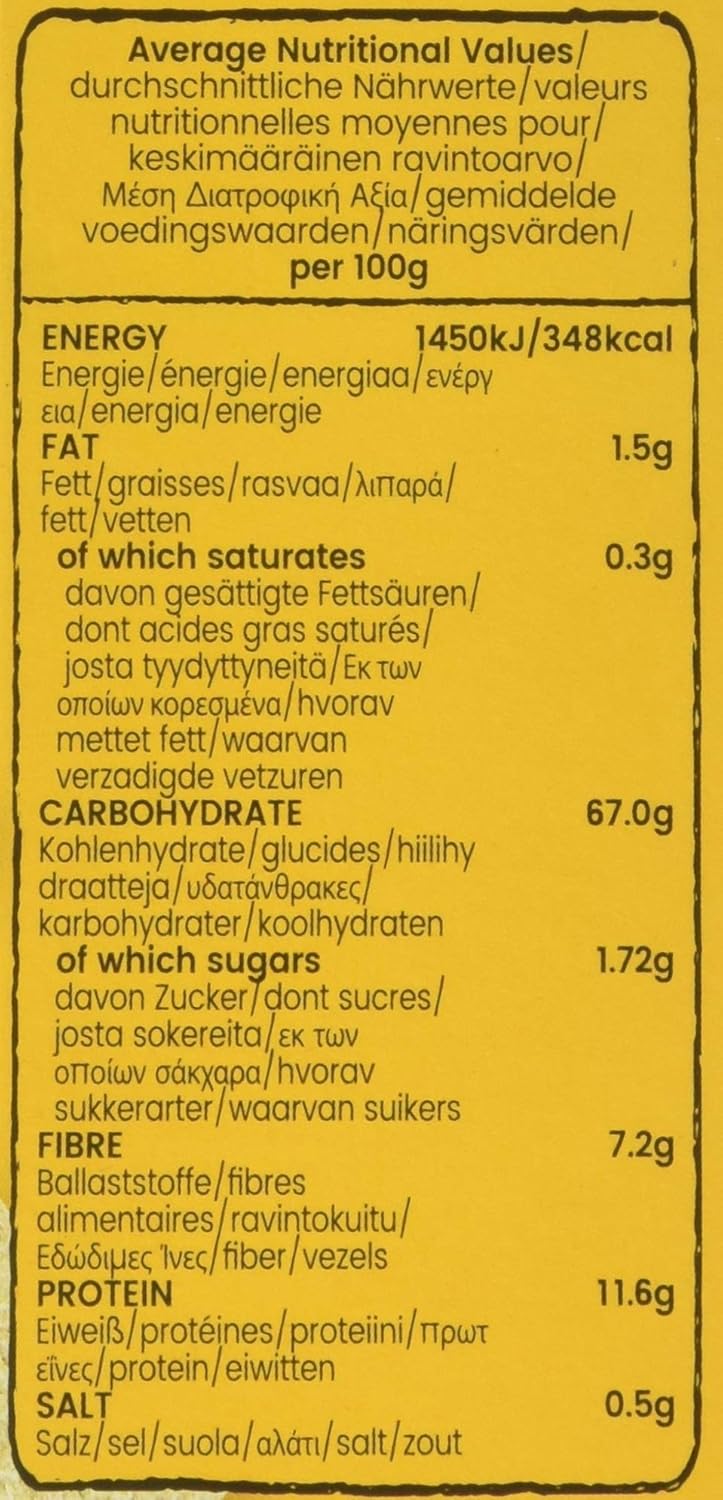 Average Nutritional Values/
durchschnittliche Nährwerte/valeurs
nutritionnelles moyennes pour/
keskimääräinen ravintoarvo/
Μέση Διατροφική Αξία/gemiddelde
voedingswaarden/näringsvärden/
per 100g
ENERGY 1450kJ/348kcal
Energie/énergie/energiaa/ενέργ
εια/energia/energie
FAT 1.5g
Fett/graisses/rasvaa/λιπαρά/
fett/vetten
of which saturates 0.3g
davon gesättigte Fettsäuren/
dont acides gras saturés/
josta tyydyttyneitä/Εκ των
οποίων κορεσμένα/hvorav
mettet fett/waarvan
verzadigde vetzuren
CARBOHYDRATE 67.0g
Kohlenhydrate/glucides/hiilihy
draatteja/υδατάνθρακες/
karbohydrater/koolhydraten
of which sugars 1.72g
davon Zucker/dont sucres/
josta sokereita/εκ των
οποίων σάκχαρα/hvorav
sukkerarter/waarvan suikers
FIBRE 7.2g
Ballaststoffe/fibres
alimentaires/ravintokuitu/
Εδώδιμες Ίνες/fiber/vezels
PROTEIN 11.6g
Eiweiß/protéines/proteiini/πρωτ
εΐνες/protein/eiwitten
SALT 0.5g
Salz/sel/suola/αλάτι/salt/zout